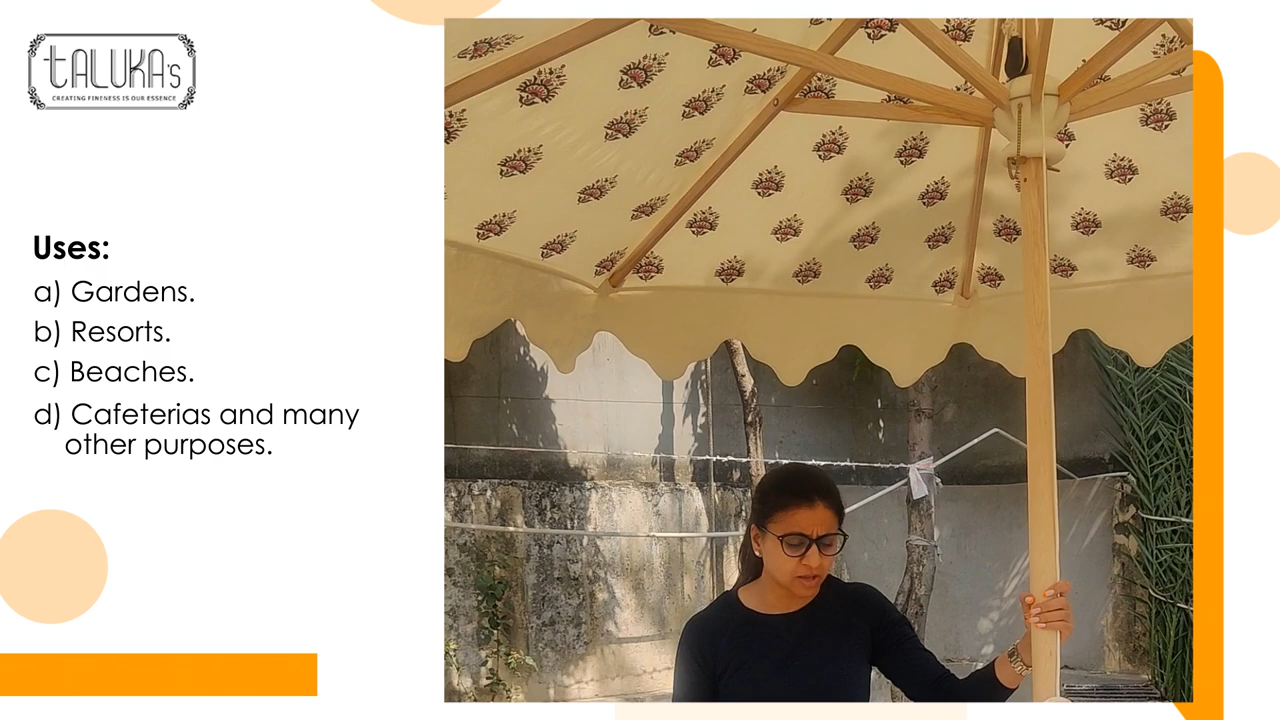 tALUKA's
CREATING FINENESS IS OUR ESSENCE
Uses:
a) Gardens.
b) Resorts.
c) Beaches.
d) Cafeterias and many
other purposes.